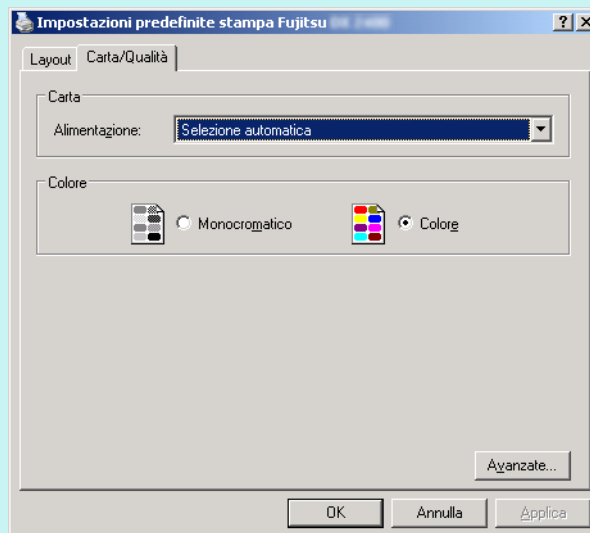 Impostazioni predefinite stampa Fujitsu
Layout
Carta/Qualità
Carta
Alimentazione:
Selezione automatica
Colore
Monocromatico
Colore
Avanzate...
OK
Annulla
Applica